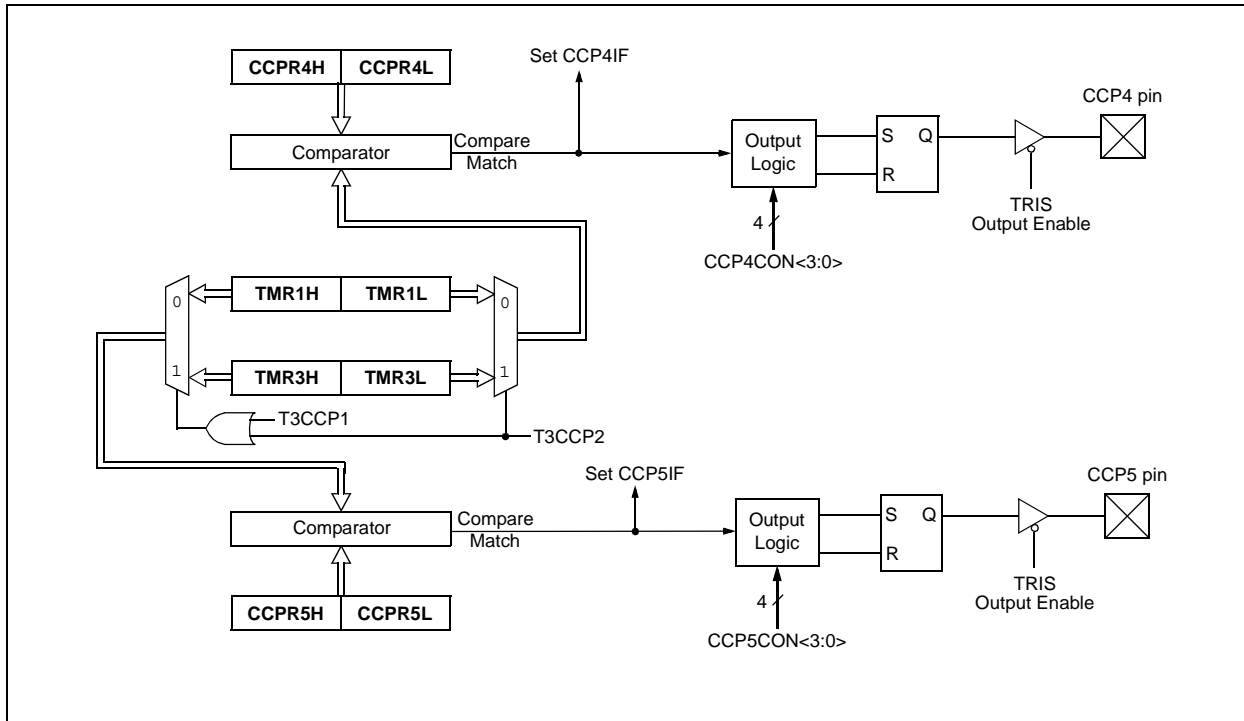 CCPR4H CCPR4L
Set CCP4IF
CCP4 pin
Comparator
Compare
Match
Output
Logic
S Q
R
TRIS
Output Enable
4
CCP4CON<3:0>
0 TMR1H TMR1L 0
1 TMR3H TMR3L 1
T3CCP1
T3CCP2
Set CCP5IF
CCP5 pin
Comparator
Compare
Match
Output
Logic
S Q
R
TRIS
Output Enable
4
CCPR5H CCPR5L
CCP5CON<3:0>